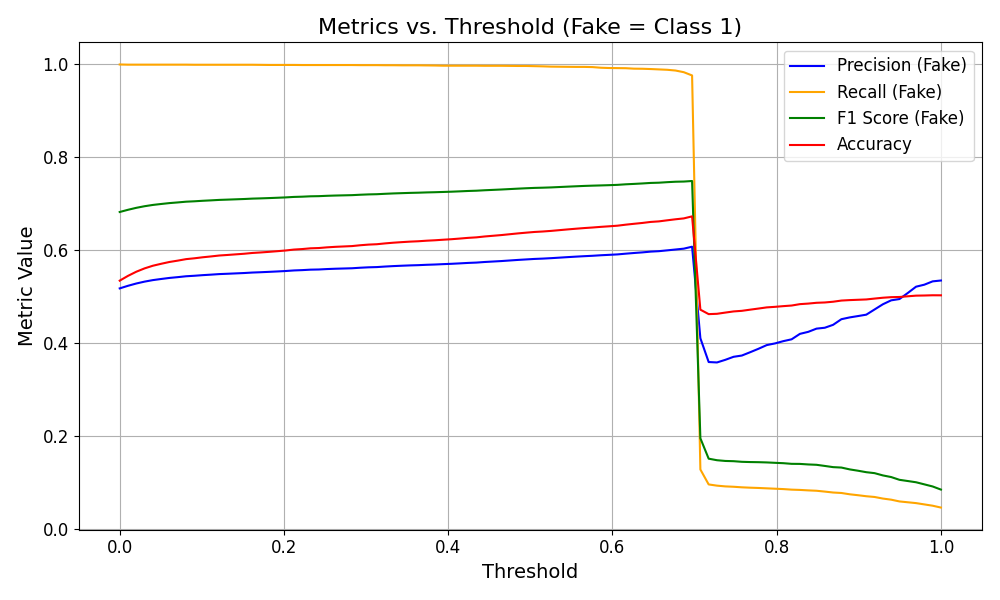 Metrics vs. Threshold (Fake = Class 1)
1.0
0.8
0.6
0.4
0.2
0.0
Metric Value
Precision (Fake)
Recall (Fake)
F1 Score (Fake)
Accuracy
0.0 0.2 0.4 0.6 0.8 1.0
Threshold